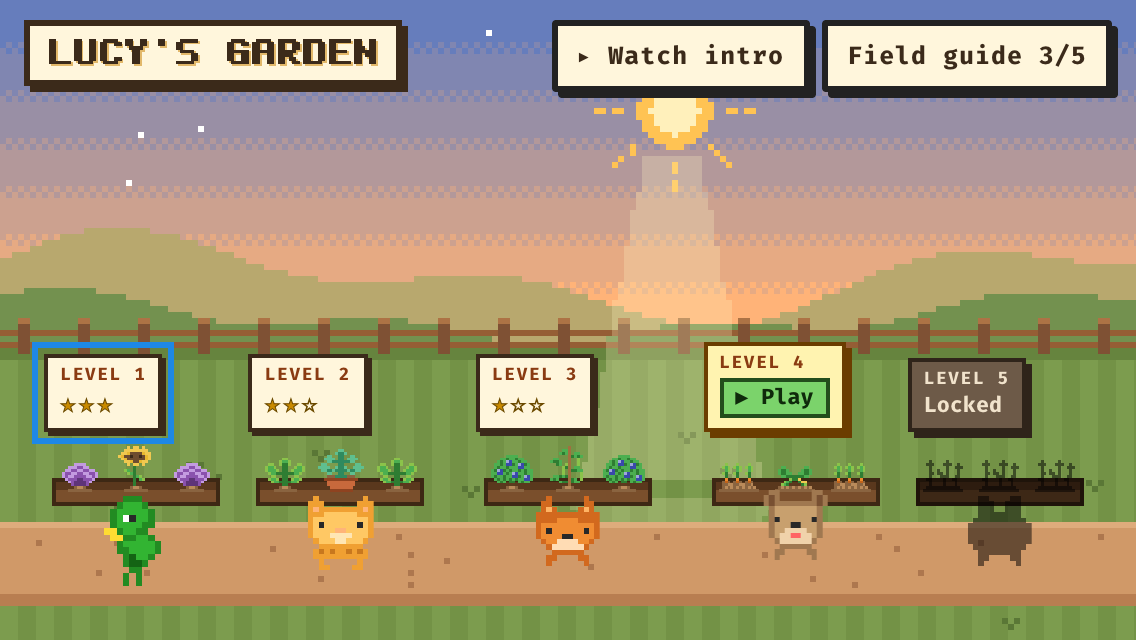 LUCY'S GARDEN
▸ Watch intro
Field guide 3/5
LEVEL 1
★★★
LEVEL 2
★★☆
LEVEL 3
★☆☆
LEVEL 4
▶ Play
LEVEL 5
Locked